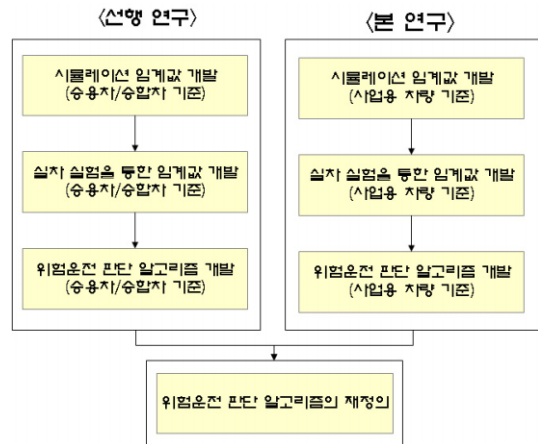 〈선행 연구〉
시뮬레이션 임계값 개발
(승용차/승합차 기준)
실차 실험을 통한 임계값 개발
(승용차/승합차 기준)
위험운전 판단 알고리즘 개발
(승용차/승합차 기준)
〈본 연구〉
시뮬레이션 임계값 개발
(사업용 차량 기준)
실차 실험을 통한 임계값 개발
(사업용 차량 기준)
위험운전 판단 알고리즘 개발
(사업용 차량 기준)
위험운전 판단 알고리즘의 재정의